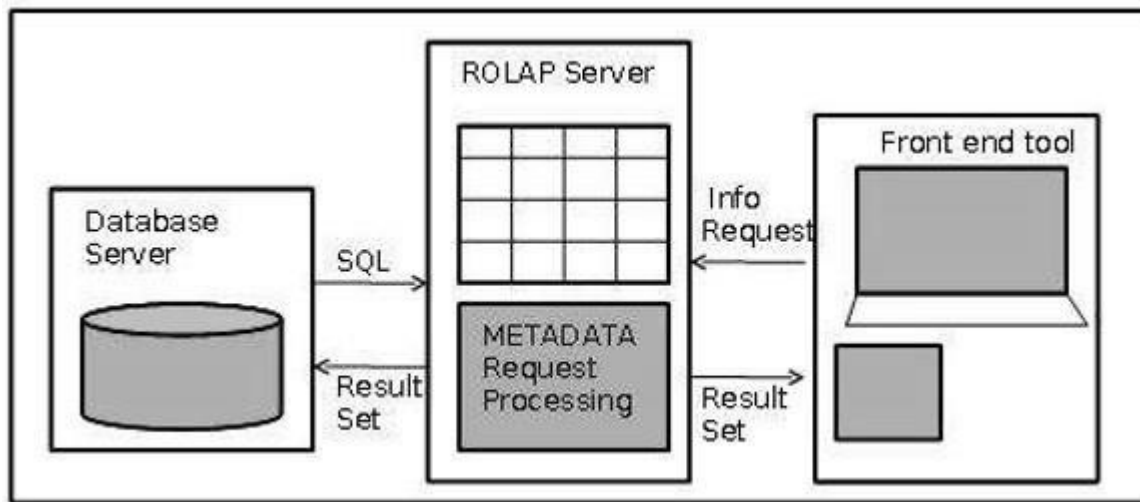 Database
Server
SQL
Result
Set
ROLAP Server
METADATA
Request
Processing
Info
Request
Result
Set
Front end tool